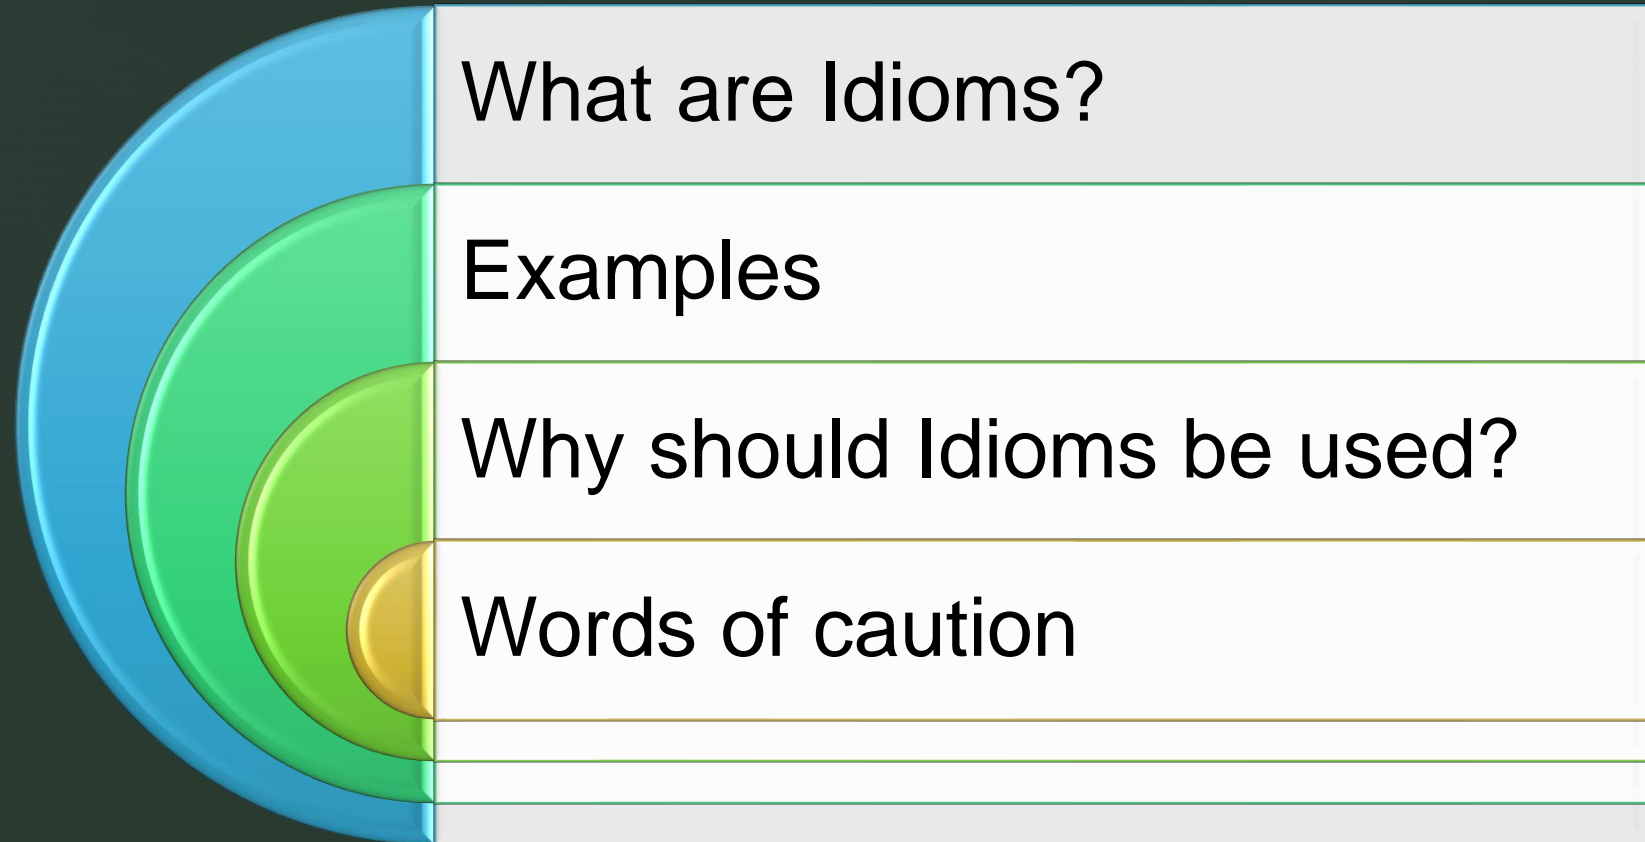 What are Idioms?
Examples
Why should Idioms be used?
Words of caution